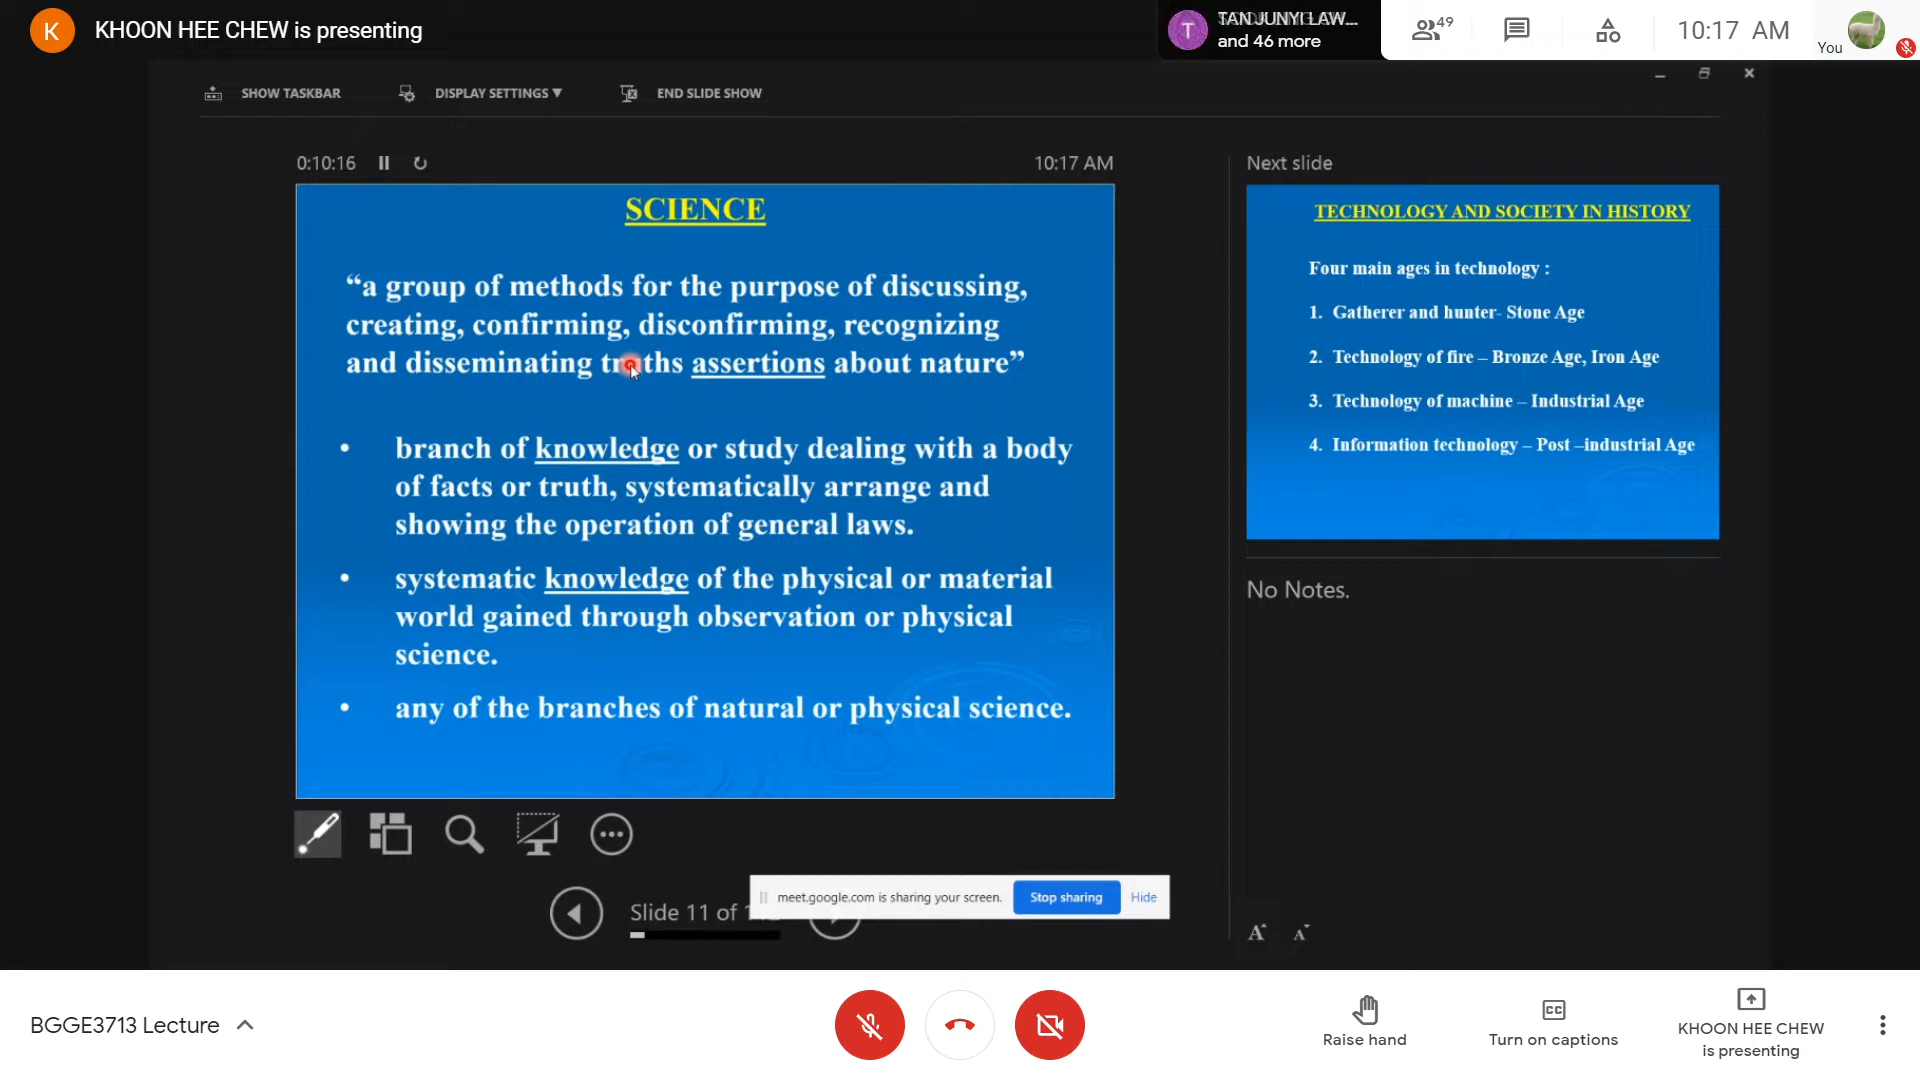 K
KHOON HEE CHEW is presenting
T
TAN JUNYI LAW...
and 46 more
49
10:17 AM
You
SHOW TASKBAR
DISPLAY SETTINGS ▼
END SLIDE SHOW
0:10:16
10:17 AM
SCIENCE
“a group of methods for the purpose of discussing,
creating, confirming, disconfirming, recognizing
and disseminating truths assertions about nature”
• branch of knowledge or study dealing with a body
of facts or truth, systematically arrange and
showing the operation of general laws.
• systematic knowledge of the physical or material
world gained through observation or physical
science.
• any of the branches of natural or physical science.
Next slide
TECHNOLOGY AND SOCIETY IN HISTORY
Four main ages in technology :
1. Gatherer and hunter- Stone Age
2. Technology of fire – Bronze Age, Iron Age
3. Technology of machine – Industrial Age
4. Information technology – Post –industrial Age
No Notes.
Slide 11 of
meet.google.com is sharing your screen.
Stop sharing
Hide
A A
BGGE3713 Lecture
Raise hand
CC
Turn on captions
KHOON HEE CHEW
is presenting